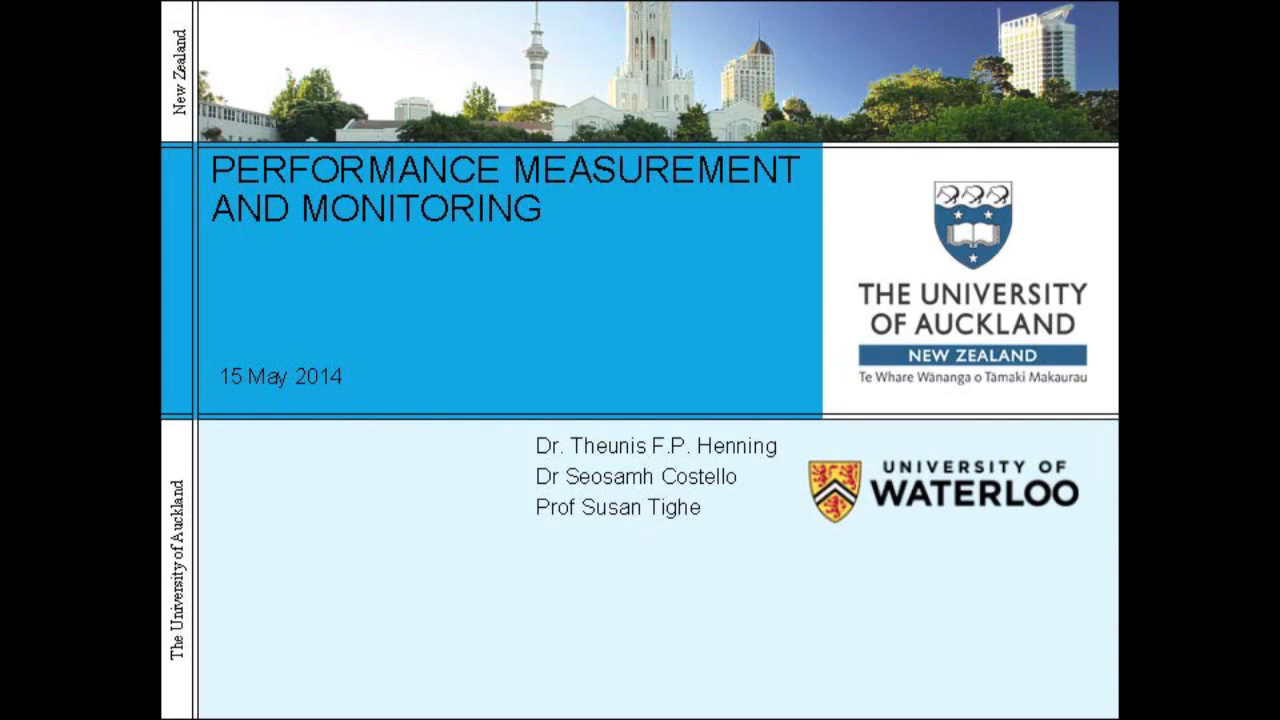 New Zealand
PERFORMANCE MEASUREMENT
AND MONITORING
15 May 2014
THE UNIVERSITY
OF AUCKLAND
NEW ZEALAND
Te Whare Wānanga o Tāmaki Makaurau
Dr. Theunis F.P. Henning
Dr Seosamh Costello
Prof Susan Tighe
UNIVERSITY OF
WATERLOO
The University of Auckland